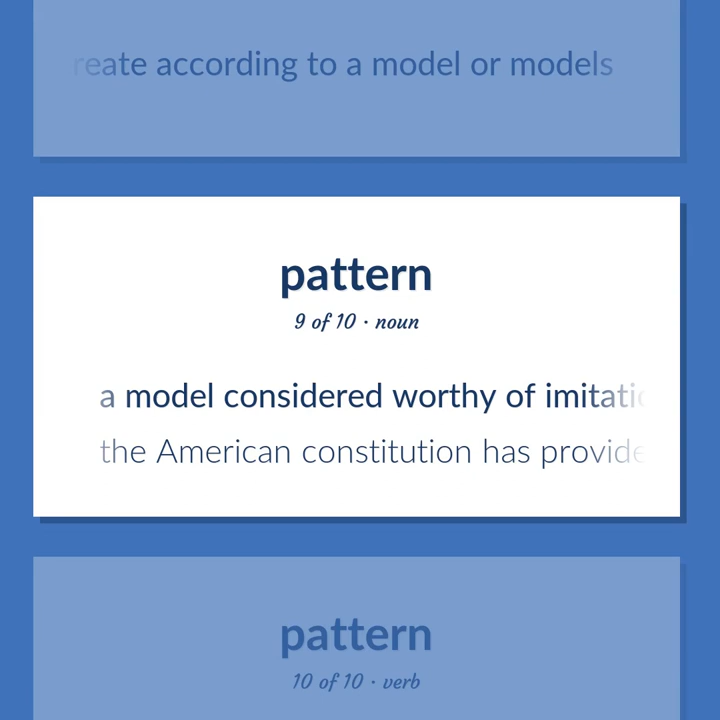 create according to a model or models
pattern
9 of 10 · noun
a model considered worthy of imitatio
the American constitution has provide
pattern
10 of 10 · verb